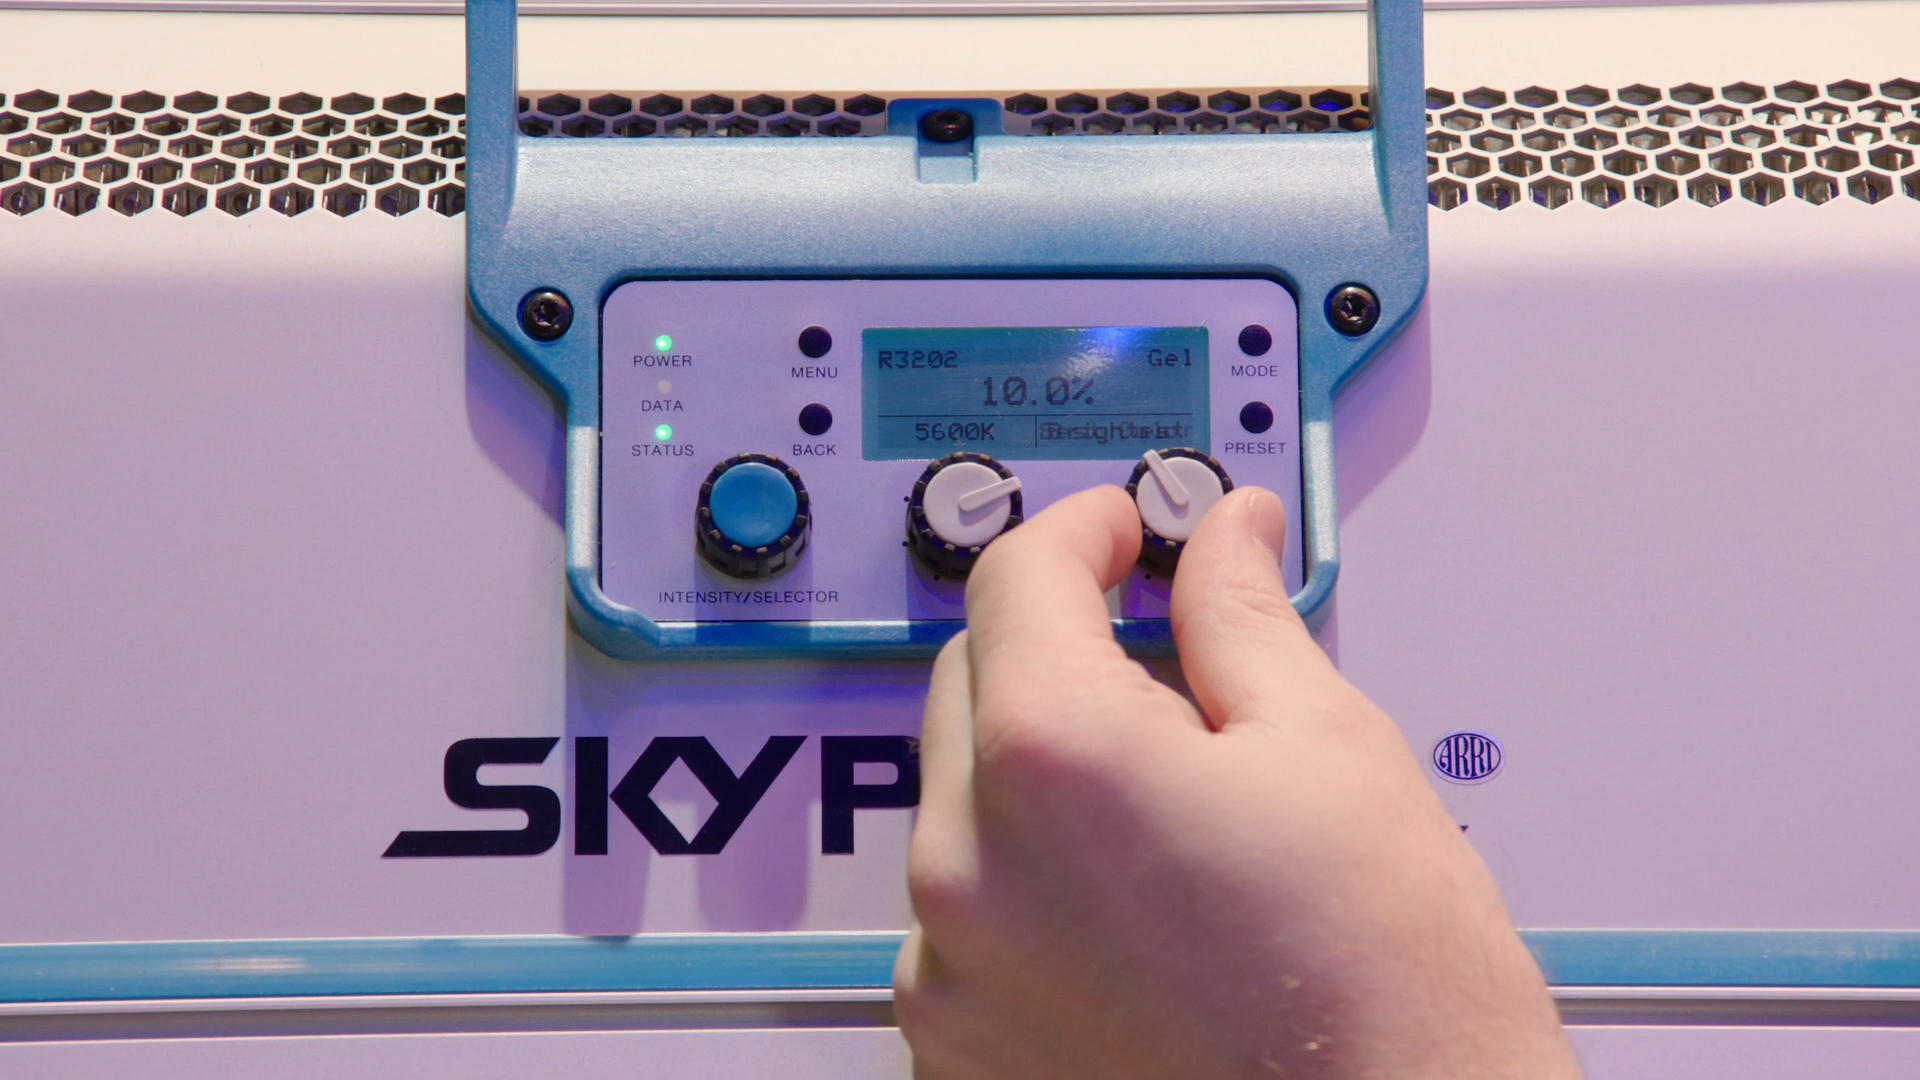 POWER
DATA
STATUS
MENU
BACK
R3202 Gel
10.0%
5600K
MODE
PRESET
INTENSITY/SELECTOR
SKYP
ARRI